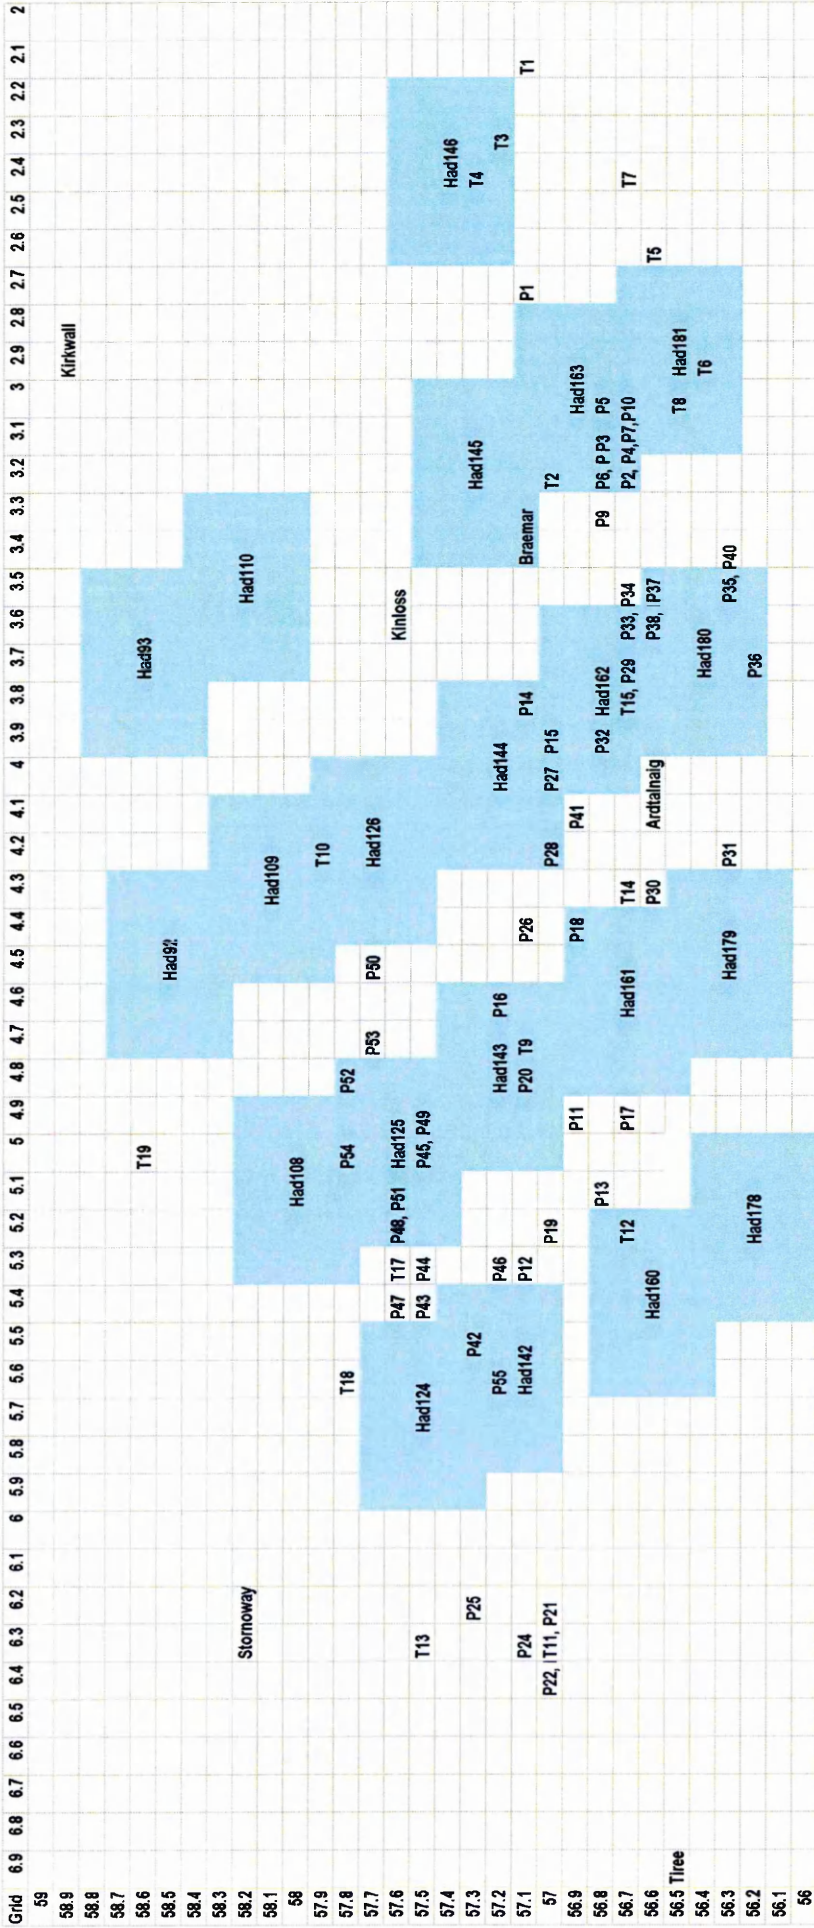 Grid 6.9 6.8 6.7 6.6 6.5 6.4 6.3 6.2 6.1 6 5.9 5.8 5.7 5.6 5.5 5.4 5.3 5.2 5.1 5 4.9 4.8 4.7 4.6 4.5 4.4 4.3 4.2 4.1 4 3.9 3.8 3.7 3.6 3.5 3.4 3.3 3.2 3.1 3 2.9 2.8 2.7 2.6 2.5 2.4 2.3 2.2 2.1 2
59
58.9 Kirkwall
58.8
58.7
58.6 T19 Had93
58.5 Had92
58.4
58.3
58.2 Stornoway Had110
58.1 Had109
58 Had108
57.9 T10
57.8 T18 P54 P52
57.7 P53 P50 Had126
57.6 P47 T17 P48, P51 Had125 Kinloss
57.5 T13 Had124 P43 P44 P45, P49
57.4 Had146
57.3 P25 P42 Had145 T4
57.2 P55 P46 Had143 P16 Had144 T3
57.1 P24 Had142 P12 P20 T9 P26 P14 Braemar P1 T1
57 P22, T11, P21 P19 P28 P27 P15 T2
56.9 P11 P18 P41 Had163
56.8 P13 P32 Had162 P9 P6, P P3 P5
56.7 T12 P17 Had161 T14 T15, P29 P33, P34 P2, P4,P7,P10 T7
56.6 Had160 P30 Ardtalnaig P38, P37 T5
56.5 Tiree T8 Had181
56.4 Had180 T6
56.3 Had179 P31 P35, P40
56.2 Had178 P36
56.1
56